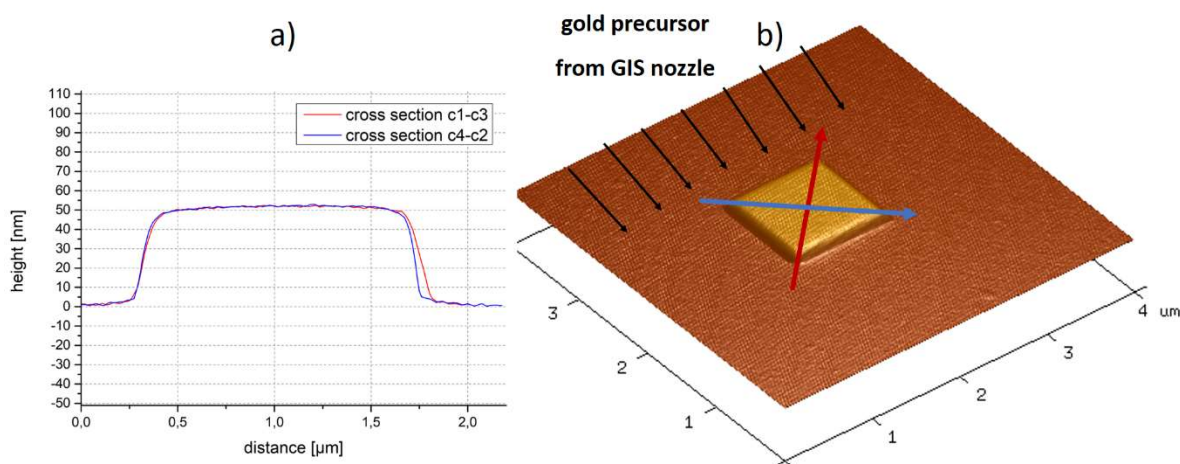 a)
110
100
90
80
70
60
50
40
30
20
10
0
-10
-20
-30
-40
-50
height [nm]
0,0 0,5 1,0 1,5 2,0
distance [µm]
cross section c1-c3
cross section c4-c2
b)
gold precursor
from GIS nozzle
3
2
1
1
2
3
4 um